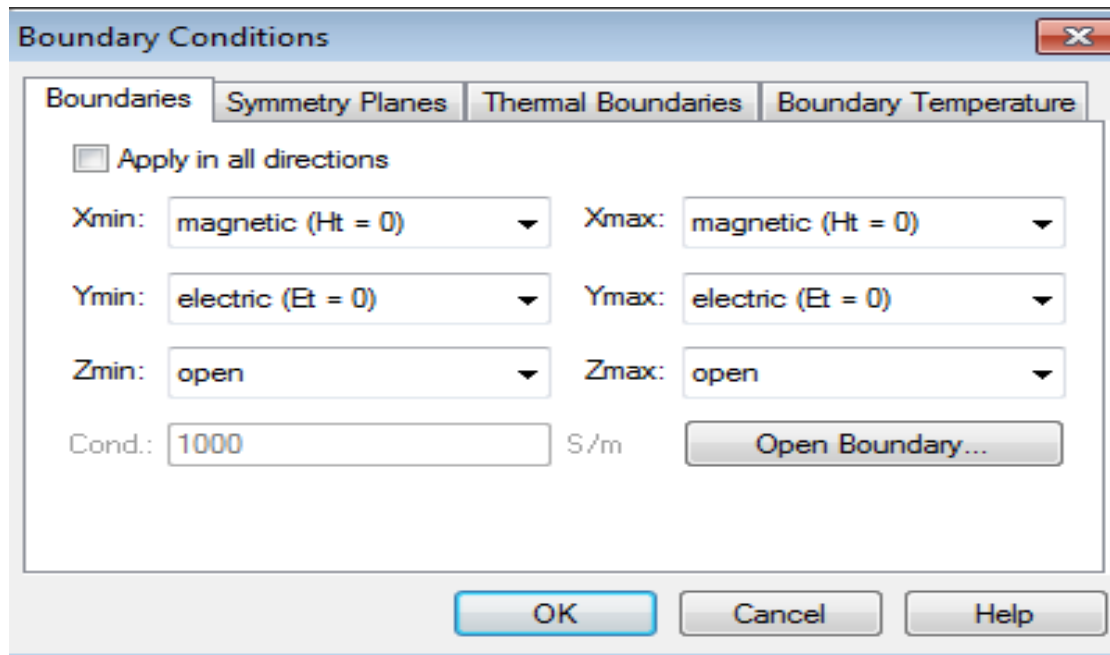 Boundary Conditions
Boundaries Symmetry Planes Thermal Boundaries Boundary Temperature
Apply in all directions
Xmin: magnetic (Ht = 0) Xmax: magnetic (Ht = 0)
Ymin: electric (Et = 0) Ymax: electric (Et = 0)
Zmin: open Zmax: open
Cond.: 1000 S/m Open Boundary...
OK Cancel Help